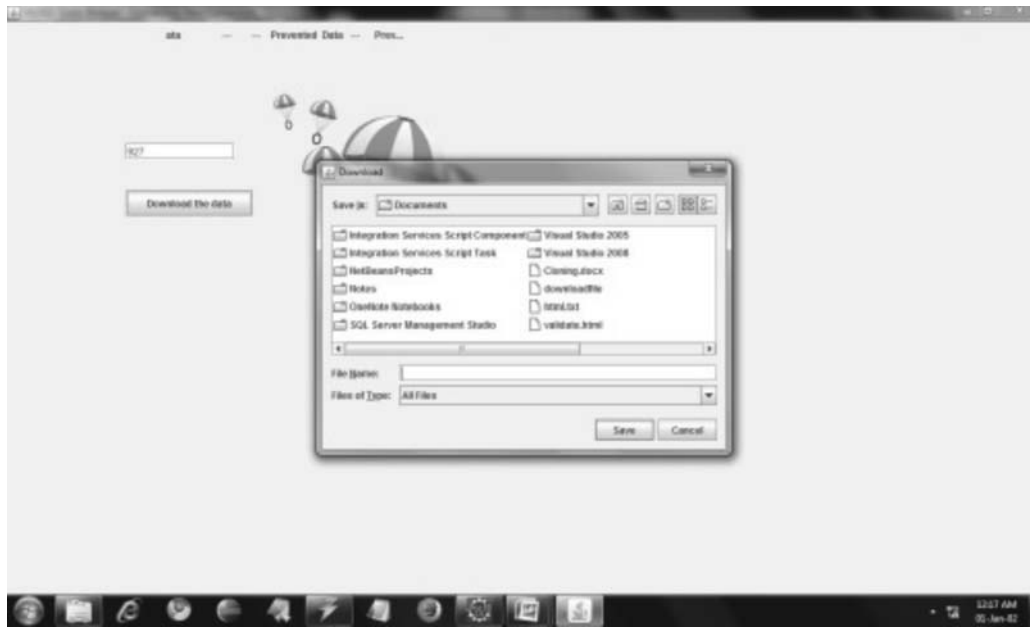 ata -- -- Prevented Data -- Prev...
927
Download the data
Download
Save in: Documents
Integration Services Script Component
Visual Studio 2005
Integration Services Script Task
Visual Studio 2008
NetBeansProjects
Cloning.docx
Notes
downloadfile
OneNote Notebooks
html.txt
SQL Server Management Studio
validate.html
File Name:
Files of Type: All Files
Save Cancel
12:17 AM
01-Jan-02